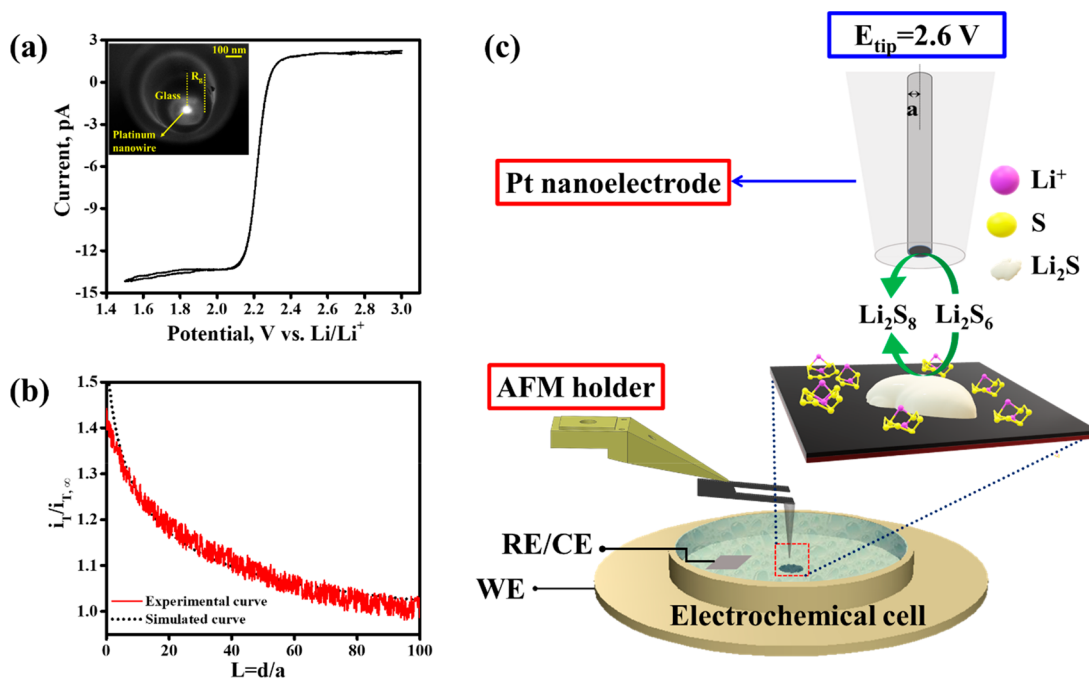 (a)
3
0
-3
-6
-9
-12
-15
Current, pA
100 nm
Rg
Glass
Platinum
nanowire
1.4 1.6 1.8 2.0 2.2 2.4 2.6 2.8 3.0
Potential, V vs. Li/Li⁺
(b)
1.5
1.4
1.3
1.2
1.1
1.0
iT/iT,∞
Experimental curve
Simulated curve
0 20 40 60 80 100
L=d/a
(c)
Etip=2.6 V
a
Pt nanoelectrode
Li⁺
S
Li₂S
Li₂S₈ Li₂S₆
AFM holder
RE/CE
WE
Electrochemical cell